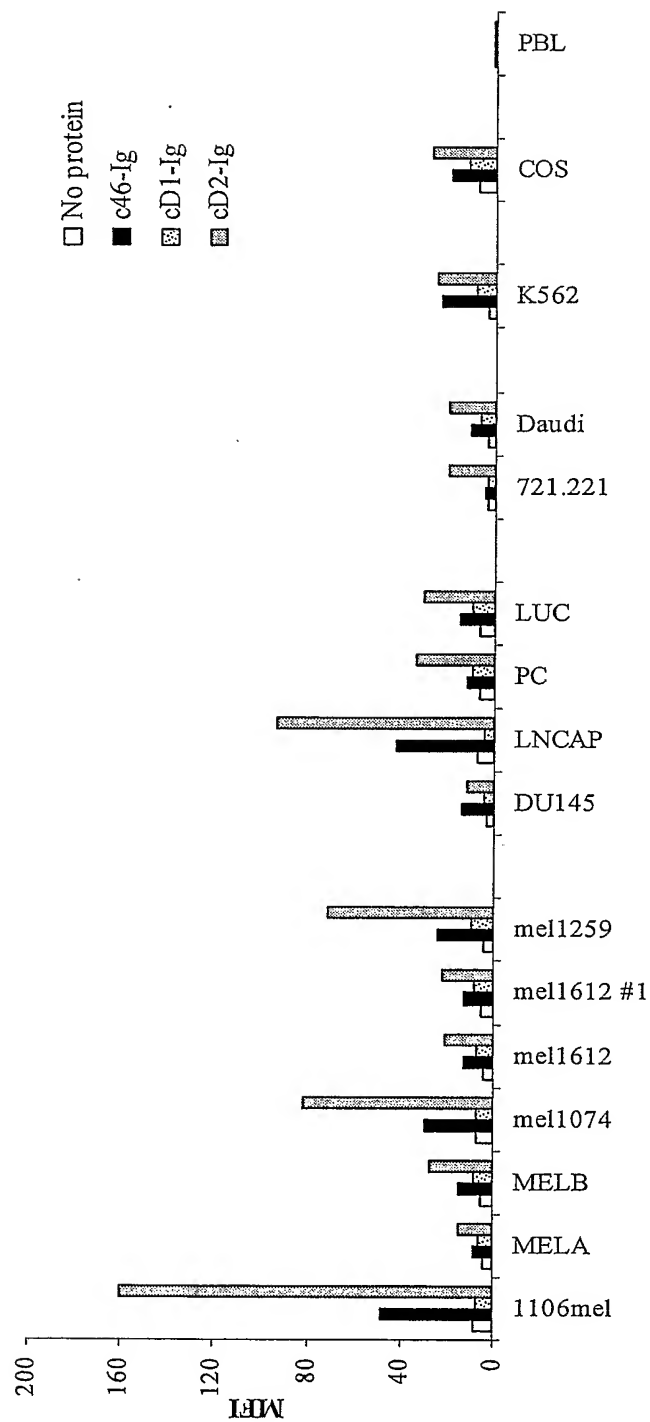 No protein
c46-Ig
cD1-Ig
cD2-Ig
MFI
200
160
120
80
40
0
1106mel
MELA
MELB
mel1074
mel1612
mel1612 #1
mel1259
DU145
LNCAP
PC
LUC
721.221
Daudi
K562
COS
PBL